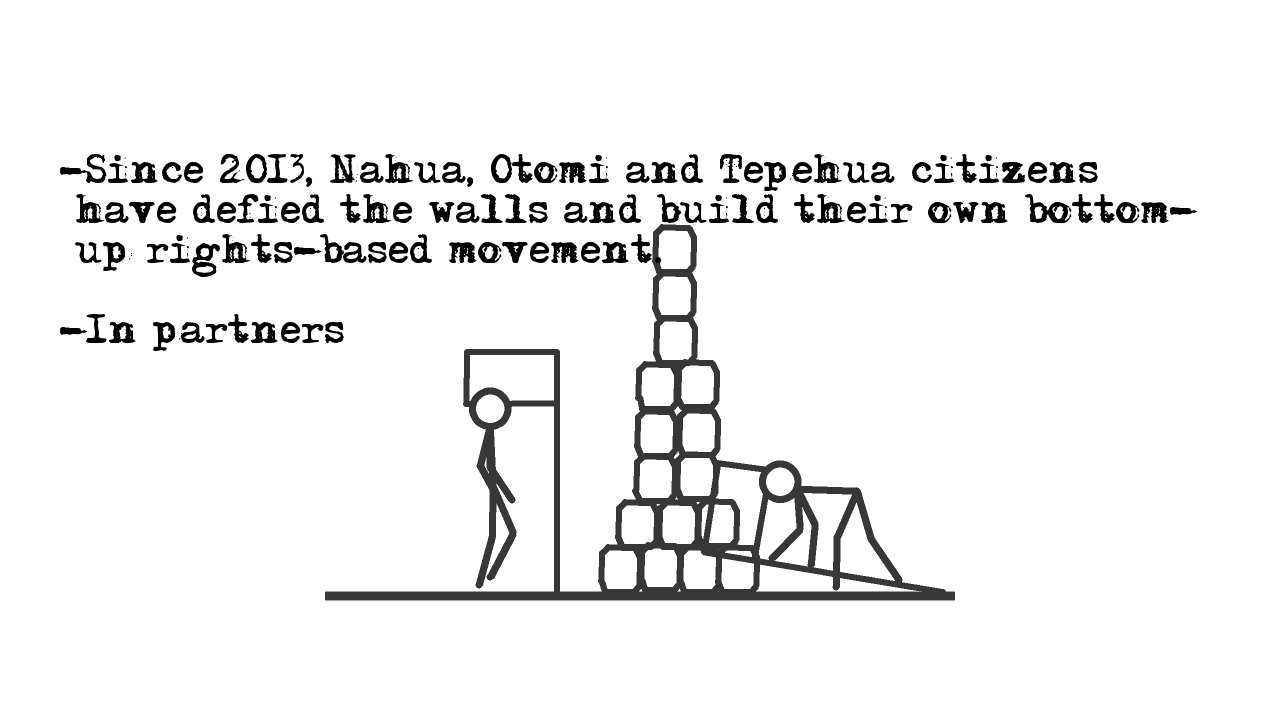 -Since 2013, Nahua, Otomi and Tepehua citizens
have defied the walls and build their own bottom-
up rights-based movement.
-In partners